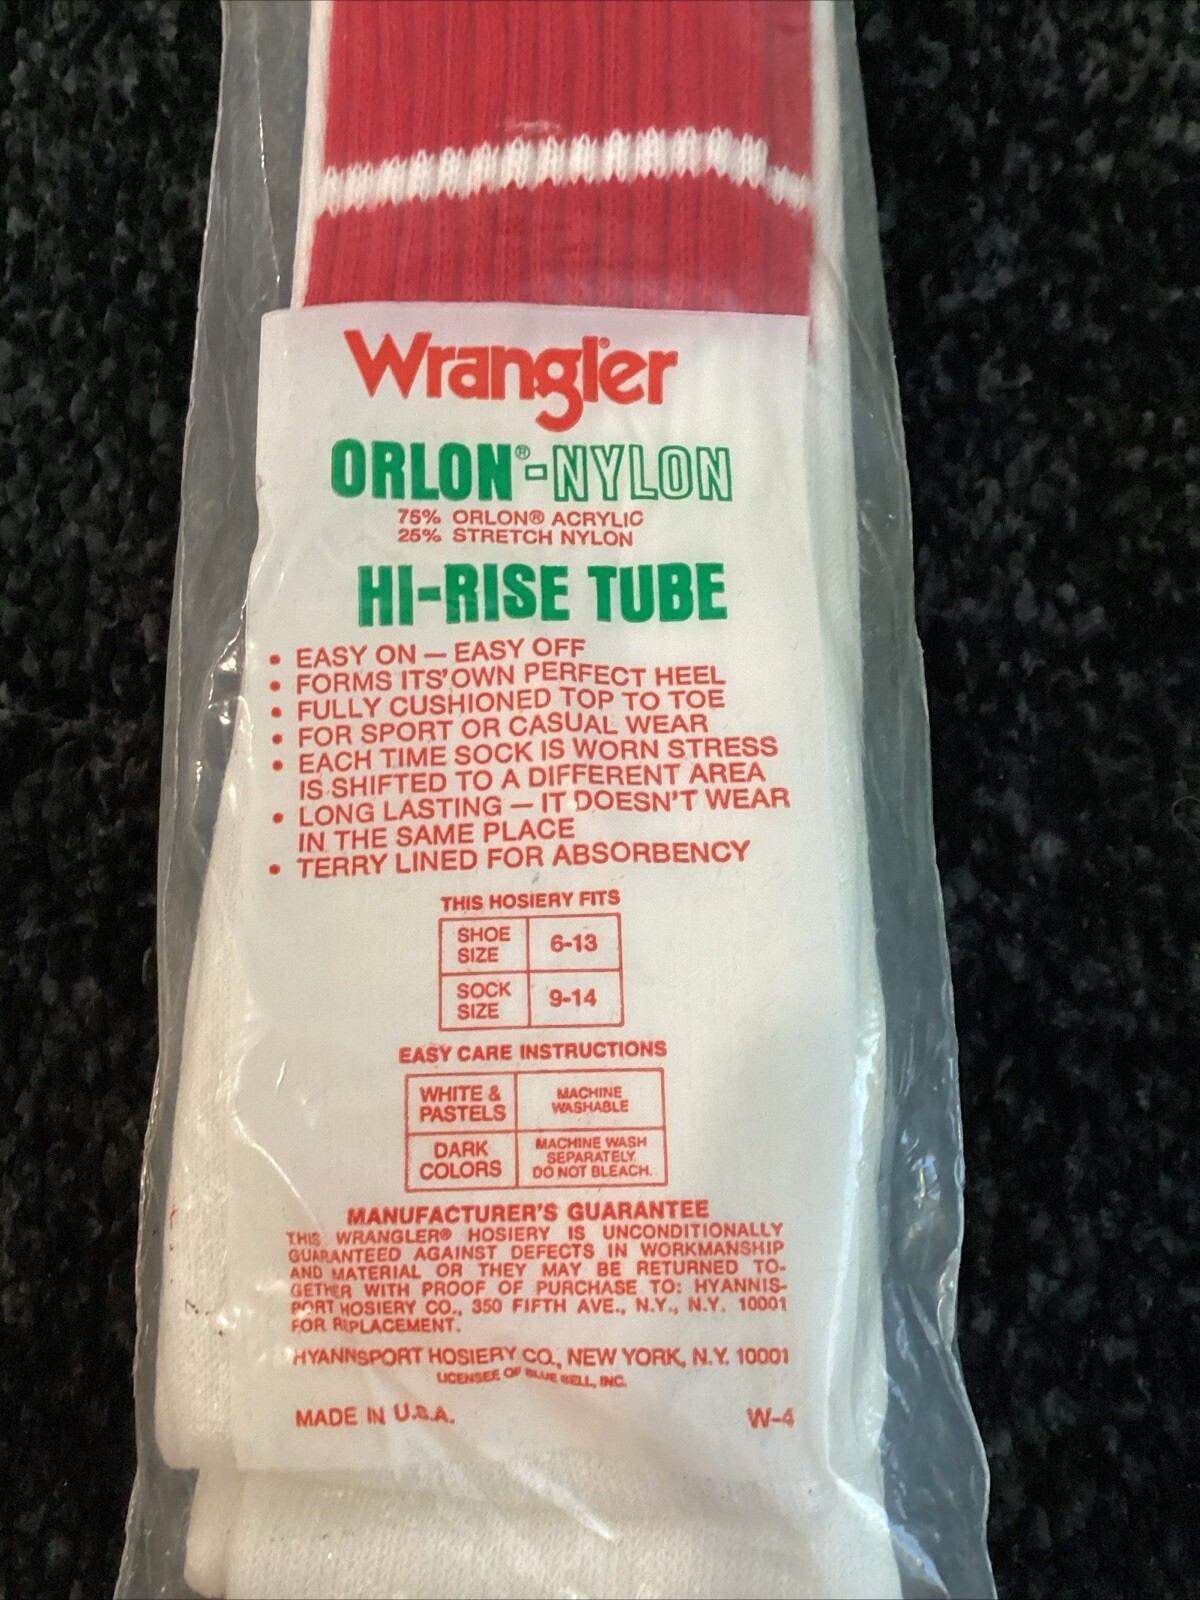 Wrangler®
ORLON®-NYLON
75% ORLON® ACRYLIC
25% STRETCH NYLON
HI-RISE TUBE
• EASY ON — EASY OFF
• FORMS ITS' OWN PERFECT HEEL
• FULLY CUSHIONED TOP TO TOE
• FOR SPORT OR CASUAL WEAR
• EACH TIME SOCK IS WORN STRESS
IS SHIFTED TO A DIFFERENT AREA
• LONG LASTING — IT DOESN'T WEAR
IN THE SAME PLACE
• TERRY LINED FOR ABSORBENCY
THIS HOSIERY FITS
SHOE SIZE 6-13
SOCK SIZE 9-14
EASY CARE INSTRUCTIONS
WHITE & PASTELS
MACHINE WASHABLE
DARK COLORS
MACHINE WASH
SEPARATELY.
DO NOT BLEACH.
MANUFACTURER'S GUARANTEE
THIS WRANGLER® HOSIERY IS UNCONDITIONALLY
GUARANTEED AGAINST DEFECTS IN WORKMANSHIP
AND MATERIAL OR THEY MAY BE RETURNED TO-
GETHER WITH PROOF OF PURCHASE TO: HYANNIS-
PORT HOSIERY CO., 350 FIFTH AVE., N.Y., N.Y. 10001
FOR REPLACEMENT.
HYANNSPORT HOSIERY CO., NEW YORK, N.Y. 10001
LICENSEE OF BLUE BELL, INC.
MADE IN U.S.A. W-4